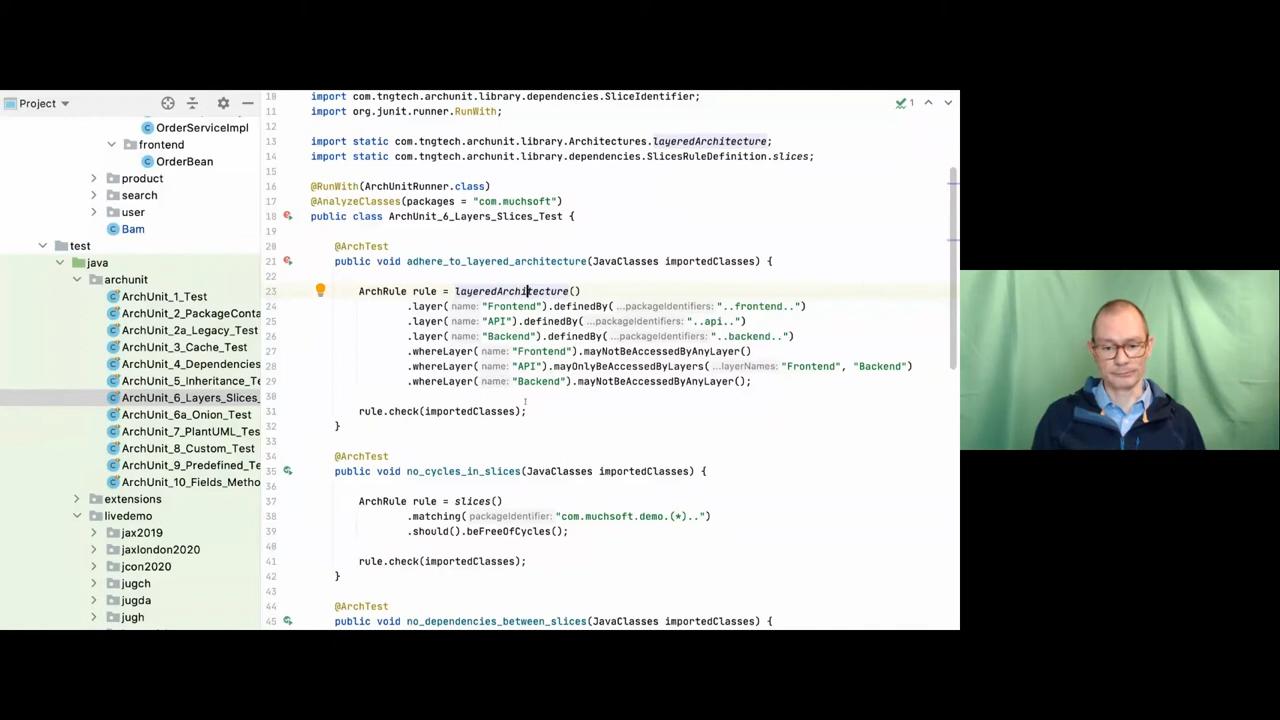 Project
OrderServiceImpl
frontend
OrderBean
product
search
user
Bam
test
java
archunit
ArchUnit_1_Test
ArchUnit_2_PackageConta
ArchUnit_2a_Legacy_Test
ArchUnit_3_Cache_Test
ArchUnit_4_Dependencies
ArchUnit_5_Inheritance_Te
ArchUnit_6_Layers_Slices_
ArchUnit_6a_Onion_Test
ArchUnit_7_PlantUML_Tes
ArchUnit_8_Custom_Test
ArchUnit_9_Predefined_Te
ArchUnit_10_Fields_Metho
extensions
livedemo
jax2019
jaxlondon2020
jcon2020
jugch
jugda
jugh
10 import com.tngtech.archunit.library.dependencies.SliceIdentifier;
11 import org.junit.runner.RunWith;
12
13 import static com.tngtech.archunit.library.Architectures.layeredArchitecture;
14 import static com.tngtech.archunit.library.dependencies.SlicesRuleDefinition.slices;
15
16 @RunWith(ArchUnitRunner.class)
17 @AnalyzeClasses(packages = "com.muchsoft")
18 public class ArchUnit_6_Layers_Slices_Test {
19
20 @ArchTest
21 public void adhere_to_layered_architecture(JavaClasses importedClasses) {
22
23 ArchRule rule = layeredArchitecture()
24 .layer( name: "Frontend").definedBy( ...packageIdentifiers: "..frontend..")
25 .layer( name: "API").definedBy( ...packageIdentifiers: "..api..")
26 .layer( name: "Backend").definedBy( ...packageIdentifiers: "..backend..")
27 .whereLayer( name: "Frontend").mayNotBeAccessedByAnyLayer()
28 .whereLayer( name: "API").mayOnlyBeAccessedByLayers( ...layerNames: "Frontend", "Backend")
29 .whereLayer( name: "Backend").mayNotBeAccessedByAnyLayer();
30
31 rule.check(importedClasses);
32 }
33
34 @ArchTest
35 public void no_cycles_in_slices(JavaClasses importedClasses) {
36
37 ArchRule rule = slices()
38 .matching( packageIdentifier: "com.muchsoft.demo.(*)..")
39 .should().beFreeOfCycles();
40
41 rule.check(importedClasses);
42 }
43
44 @ArchTest
45 public void no_dependencies_between_slices(JavaClasses importedClasses) {
1